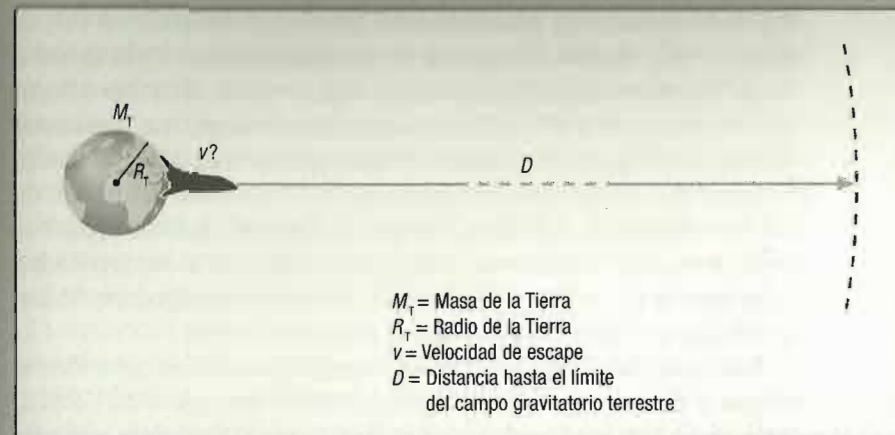 M_T
v?
R_T
D
M_T = Masa de la Tierra
R_T = Radio de la Tierra
v = Velocidad de escape
D = Distancia hasta el límite
del campo gravitatorio terrestre